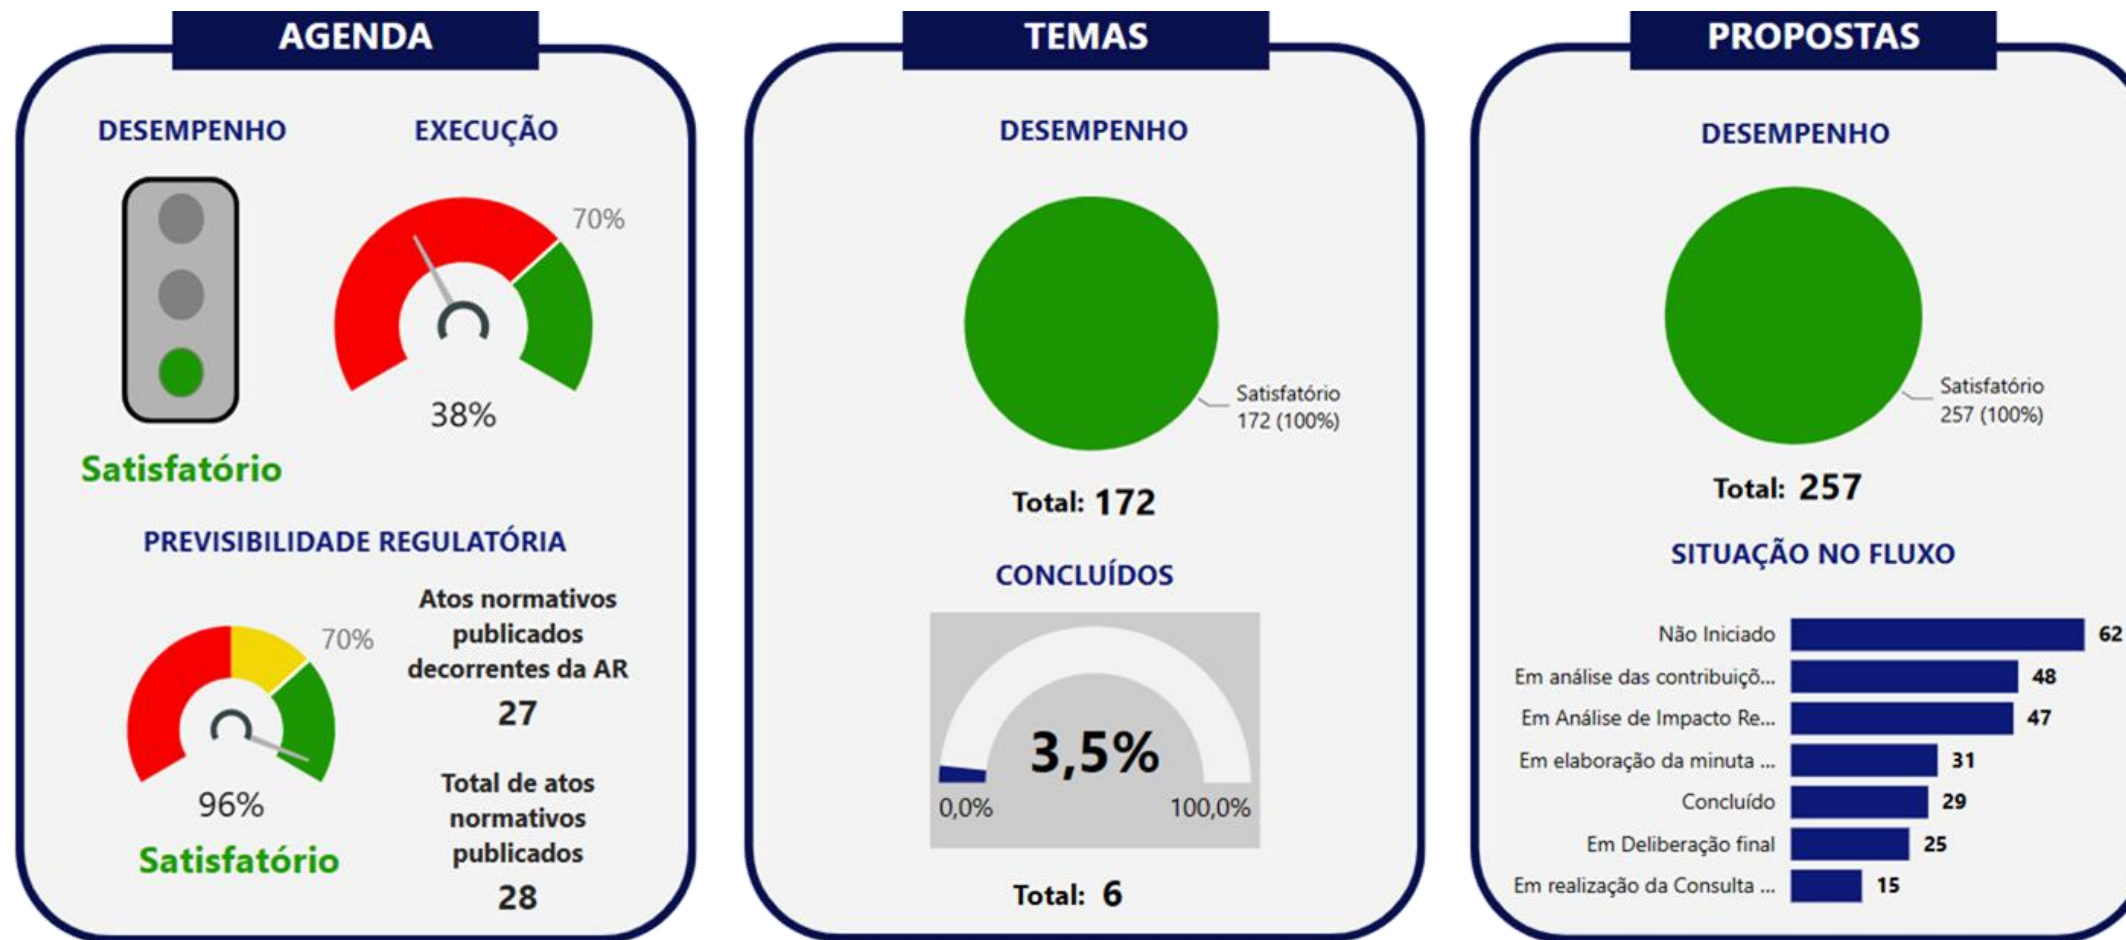 AGENDA
DESEMPENHO
EXECUÇÃO
70%
38%
Satisfatório
PREVISIBILIDADE REGULATÓRIA
70%
96%
Satisfatório
Atos normativos
publicados
decorrentes da AR
27
Total de atos
normativos
publicados
28
TEMAS
DESEMPENHO
Satisfatório
172 (100%)
Total: 172
CONCLUÍDOS
3,5%
0,0%
100,0%
Total: 6
PROPOSTAS
DESEMPENHO
Satisfatório
257 (100%)
Total: 257
SITUAÇÃO NO FLUXO
Não Iniciado 62
Em análise das contribuiçõ... 48
Em Análise de Impacto Re... 47
Em elaboração da minuta ... 31
Concluído 29
Em Deliberação final 25
Em realização da Consulta ... 15